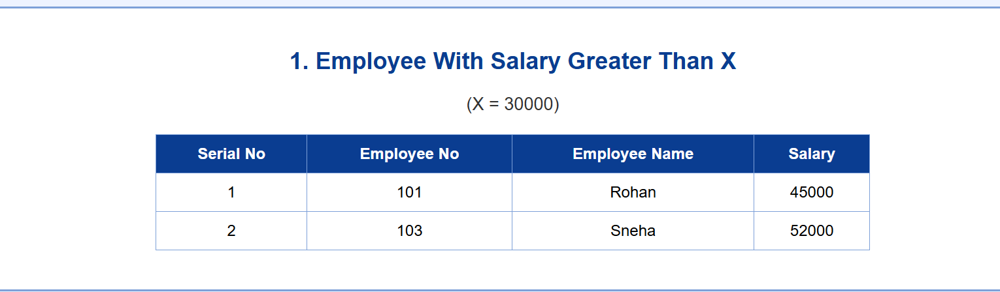 1. Employee With Salary Greater Than X
(X = 30000)
Serial No Employee No Employee Name Salary
1 101 Rohan 45000
2 103 Sneha 52000